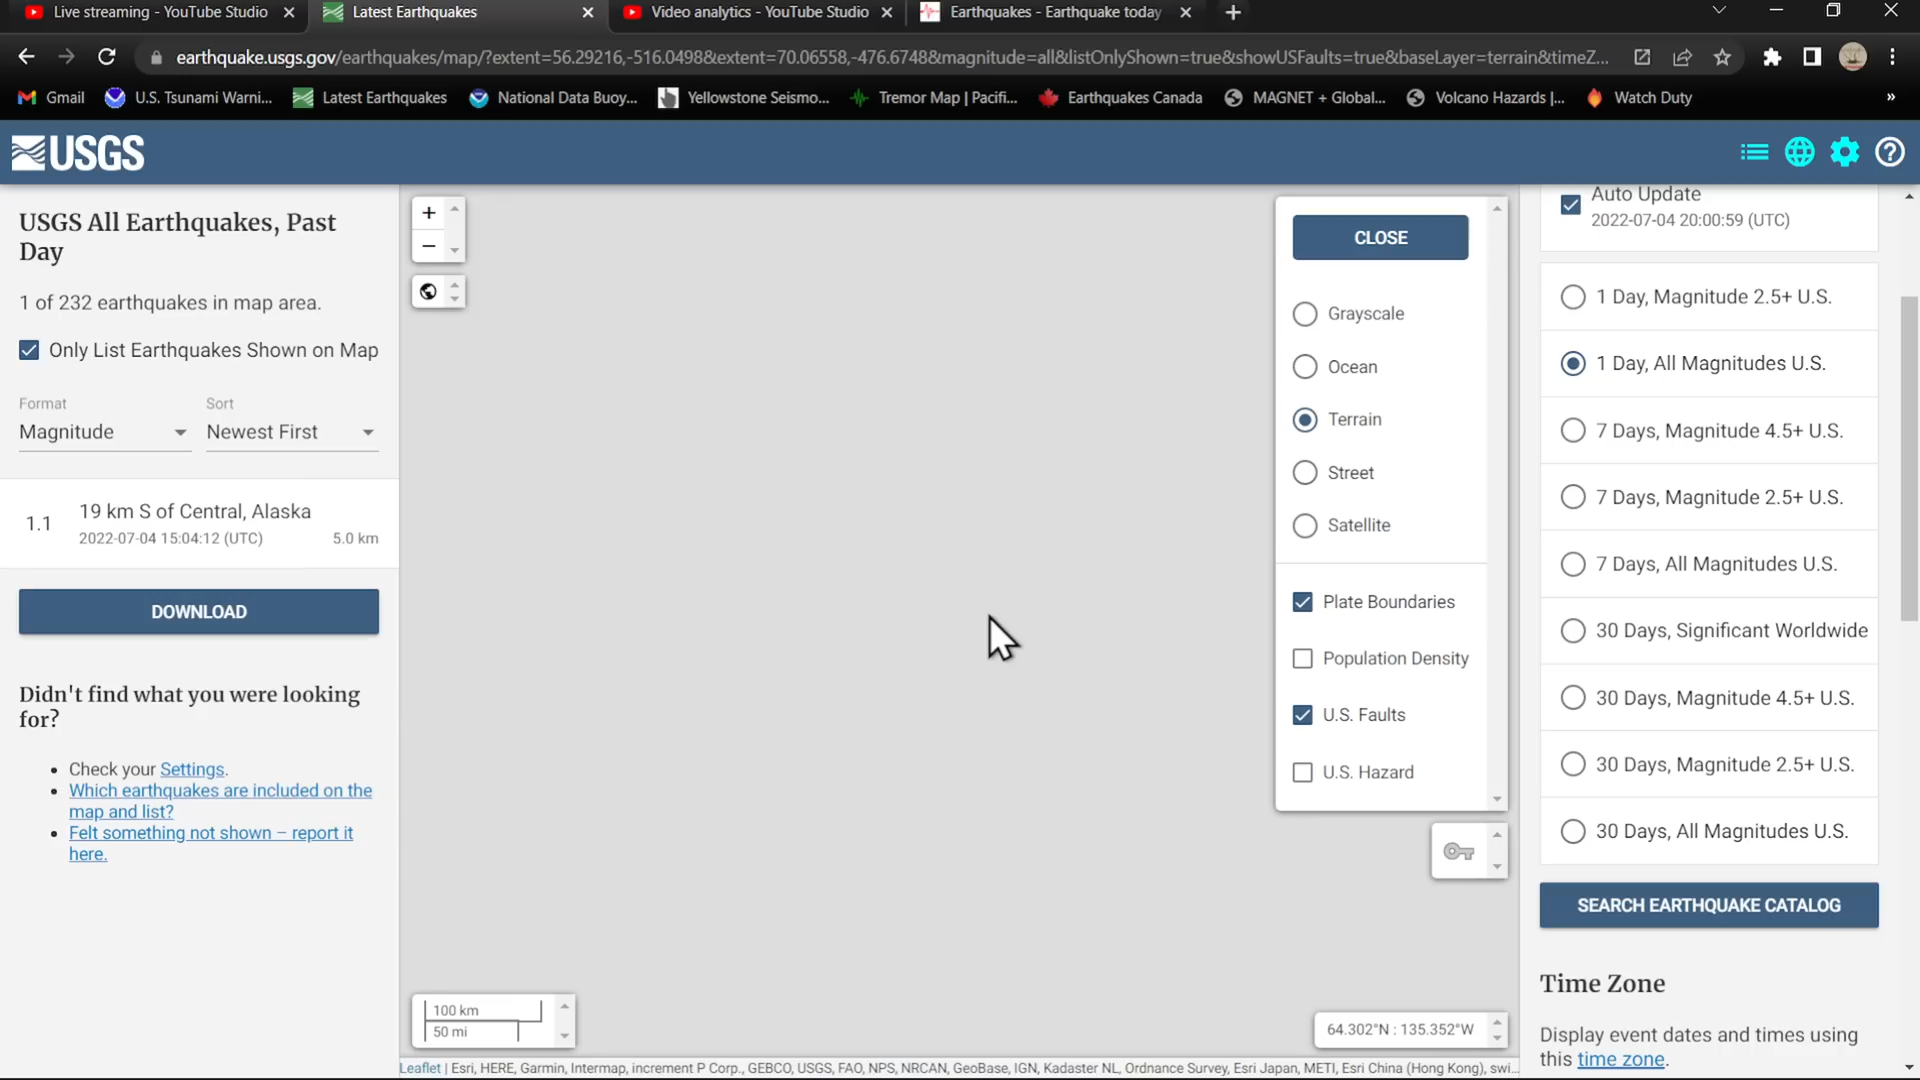 Live streaming - YouTube Studio
Latest Earthquakes
Video analytics - YouTube Studio
Earthquakes - Earthquake today
earthquake.usgs.gov/earthquakes/map/?extent=56.29216,-516.0498&extent=70.06558,-476.6748&magnitude=all&listOnlyShown=true&showUSFaults=true&baseLayer=terrain&timeZ...
Gmail
U.S. Tsunami Warni...
Latest Earthquakes
National Data Buoy...
Yellowstone Seismo...
Tremor Map | Pacifi...
Earthquakes Canada
MAGNET + Global...
Volcano Hazards |...
Watch Duty
»
USGS
USGS All Earthquakes, Past
Day
1 of 232 earthquakes in map area.
Only List Earthquakes Shown on Map
Format
Sort
Magnitude
Newest First
1.1
19 km S of Central, Alaska
2022-07-04 15:04:12 (UTC)
5.0 km
DOWNLOAD
Didn't find what you were looking
for?
Check your Settings.
Which earthquakes are included on the
map and list?
Felt something not shown – report it
here.
+
−
100 km
50 mi
CLOSE
Grayscale
Ocean
Terrain
Street
Satellite
Plate Boundaries
Population Density
U.S. Faults
U.S. Hazard
64.302°N : 135.352°W
Leaflet | Esri, HERE, Garmin, Intermap, increment P Corp., GEBCO, USGS, FAO, NPS, NRCAN, GeoBase, IGN, Kadaster NL, Ordnance Survey, Esri Japan, METI, Esri China (Hong Kong), swi...
Auto Update
2022-07-04 20:00:59 (UTC)
1 Day, Magnitude 2.5+ U.S.
1 Day, All Magnitudes U.S.
7 Days, Magnitude 4.5+ U.S.
7 Days, Magnitude 2.5+ U.S.
7 Days, All Magnitudes U.S.
30 Days, Significant Worldwide
30 Days, Magnitude 4.5+ U.S.
30 Days, Magnitude 2.5+ U.S.
30 Days, All Magnitudes U.S.
SEARCH EARTHQUAKE CATALOG
Time Zone
Display event dates and times using
this time zone.